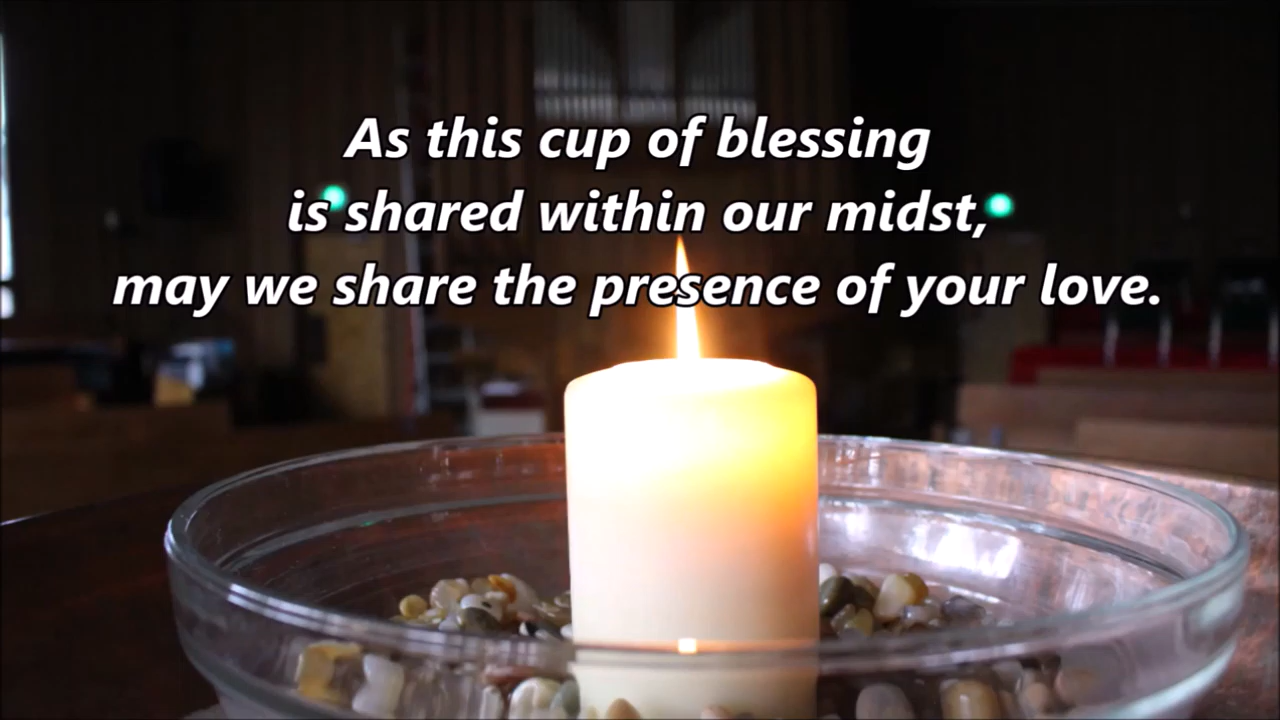 As this cup of blessing
is shared within our midst,
may we share the presence of your love.